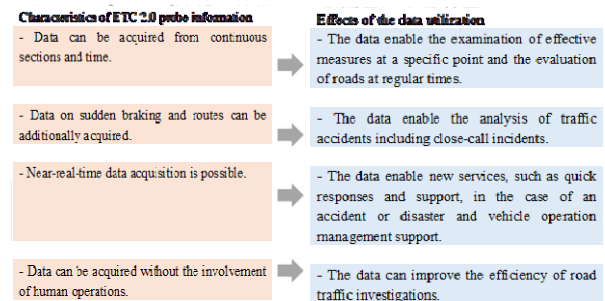 Characteristics of ETC 2.0 probe information
- Data can be acquired from continuous
sections and time.
- Data on sudden braking and routes can be
additionally acquired.
- Near-real-time data acquisition is possible.
- Data can be acquired without the involvement
of human operations.
Effects of the data utilization
- The data enable the examination of effective
measures at a specific point and the evaluation
of roads at regular times.
- The data enable the analysis of traffic
accidents including close-call incidents.
- The data enable new services, such as quick
responses and support, in the case of an
accident or disaster and vehicle operation
management support.
- The data can improve the efficiency of road
traffic investigations.